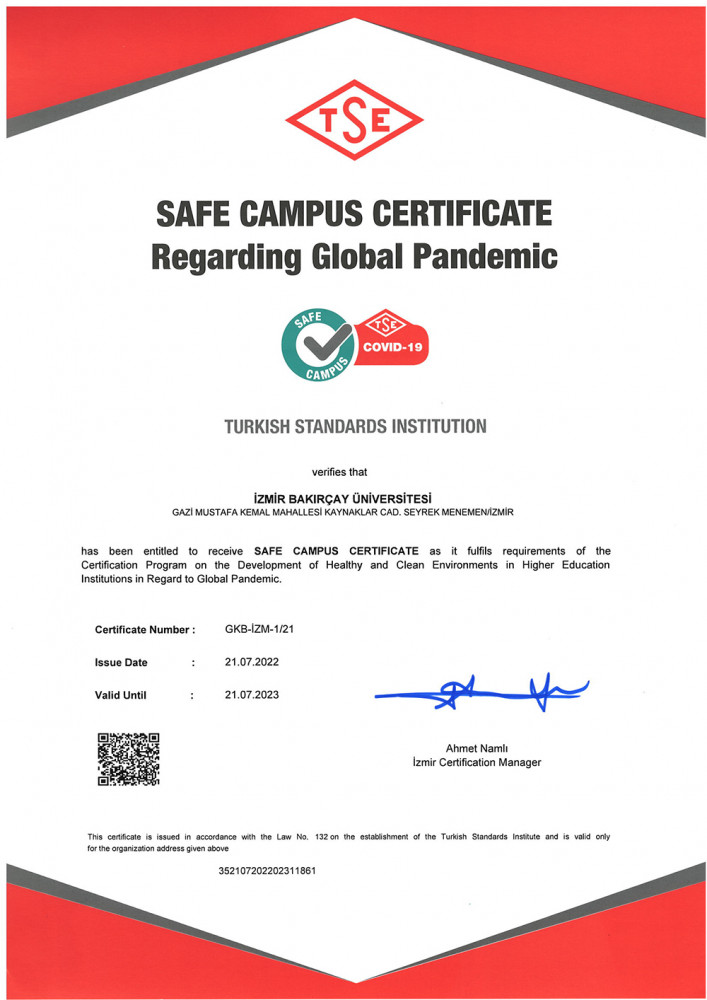 TSE
SAFE CAMPUS CERTIFICATE
Regarding Global Pandemic
SAFE
CAMPUS
TSE
COVID-19
TURKISH STANDARDS INSTITUTION
verifies that
İZMİR BAKIRÇAY ÜNİVERSİTESİ
GAZİ MUSTAFA KEMAL MAHALLESİ KAYNAKLAR CAD. SEYREK MENEMEN/İZMİR
has been entitled to receive SAFE CAMPUS CERTIFICATE as it fulfils requirements of the
Certification Program on the Development of Healthy and Clean Environments in Higher Education
Institutions in Regard to Global Pandemic.
Certificate Number : GKB-İZM-1/21
Issue Date : 21.07.2022
Valid Until : 21.07.2023
Ahmet Namlı
İzmir Certification Manager
This certificate is issued in accordance with the Law No. 132 on the establishment of the Turkish Standards Institute and is valid only
for the organization address given above
352107202202311861